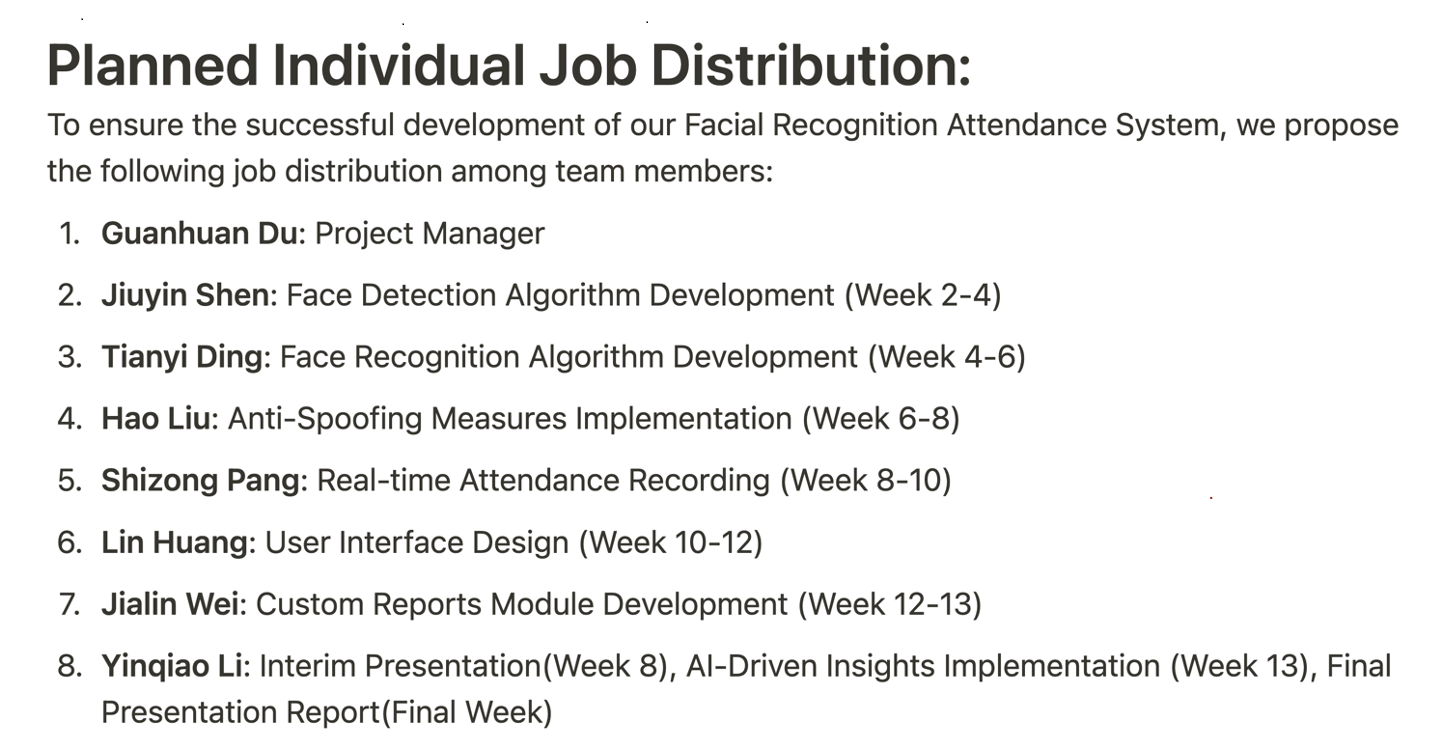 Planned Individual Job Distribution:
To ensure the successful development of our Facial Recognition Attendance System, we propose
the following job distribution among team members:
1. Guanhuan Du: Project Manager
2. Jiuyin Shen: Face Detection Algorithm Development (Week 2-4)
3. Tianyi Ding: Face Recognition Algorithm Development (Week 4-6)
4. Hao Liu: Anti-Spoofing Measures Implementation (Week 6-8)
5. Shizong Pang: Real-time Attendance Recording (Week 8-10)
6. Lin Huang: User Interface Design (Week 10-12)
7. Jialin Wei: Custom Reports Module Development (Week 12-13)
8. Yinqiao Li: Interim Presentation(Week 8), AI-Driven Insights Implementation (Week 13), Final
Presentation Report(Final Week)